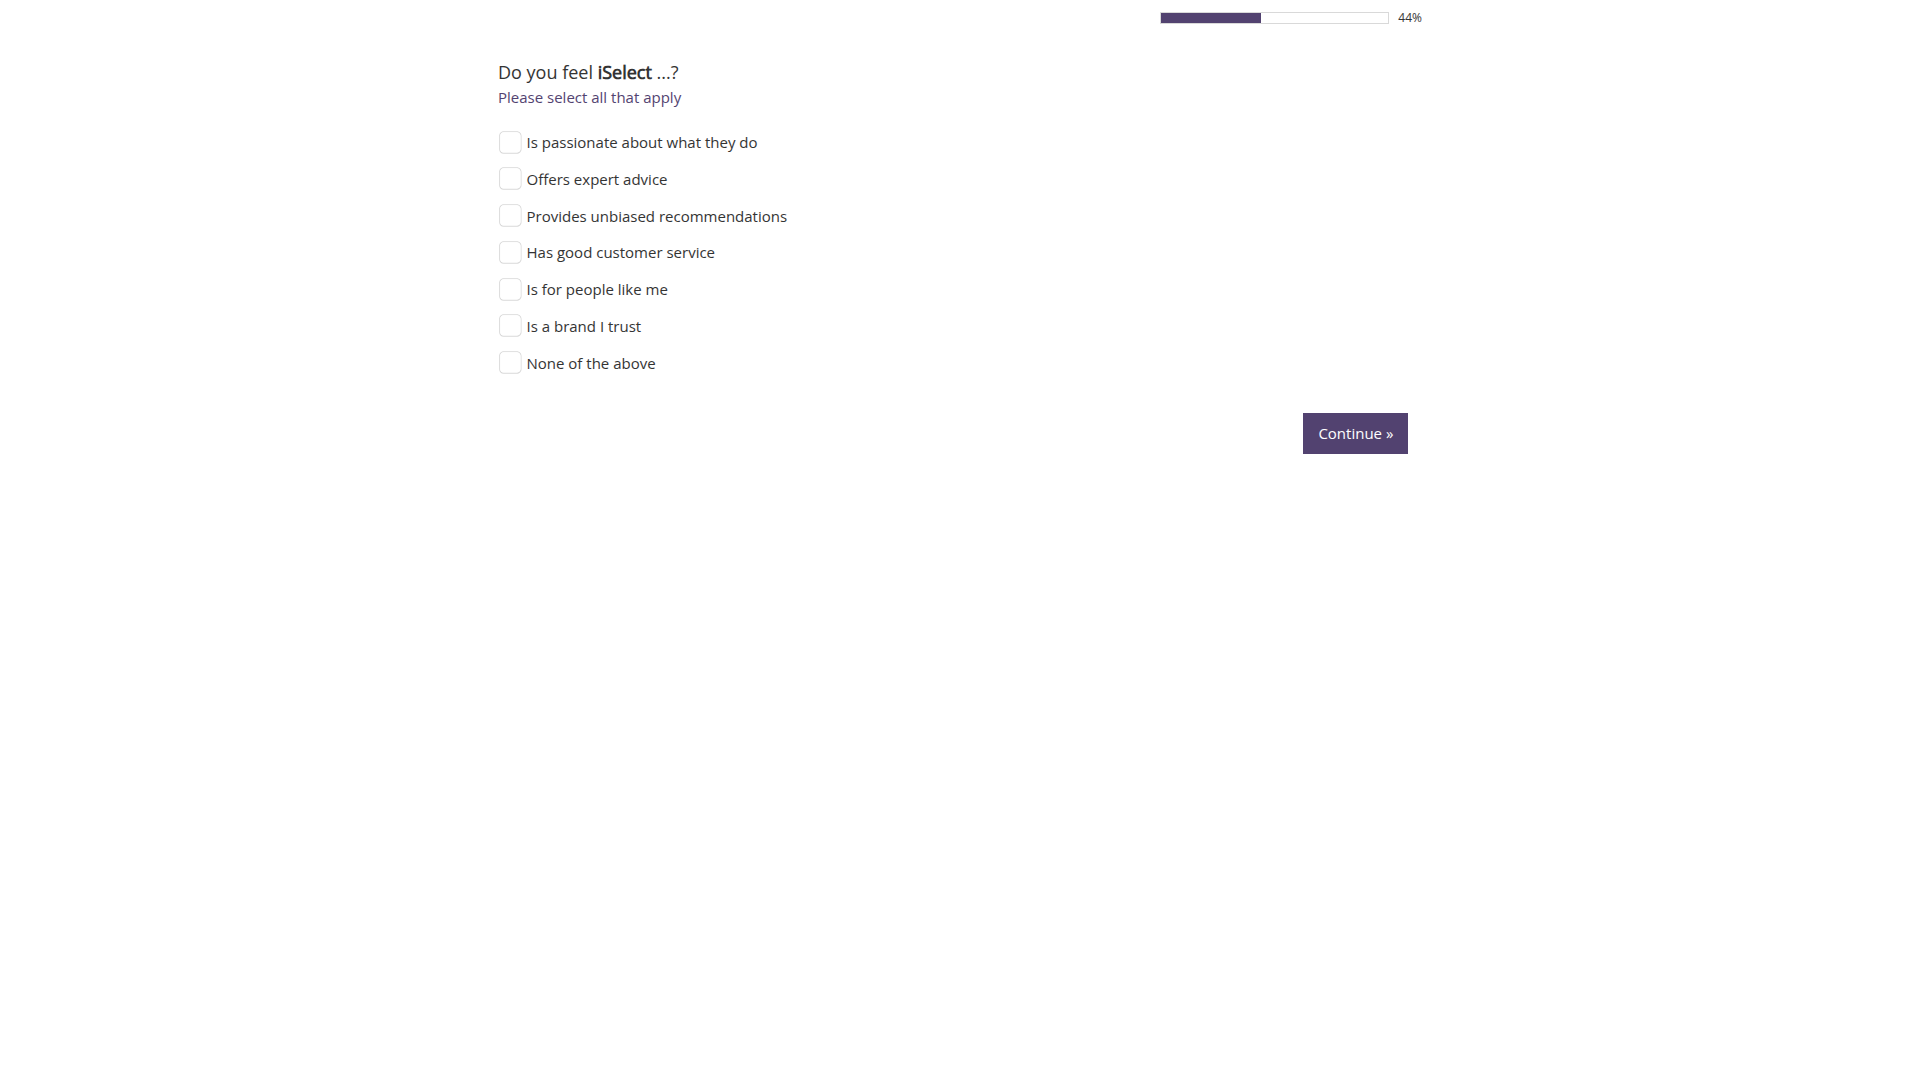 44%
Do you feel iSelect ...?
Please select all that apply
Is passionate about what they do
Offers expert advice
Provides unbiased recommendations
Has good customer service
Is for people like me
Is a brand I trust
None of the above
Continue »